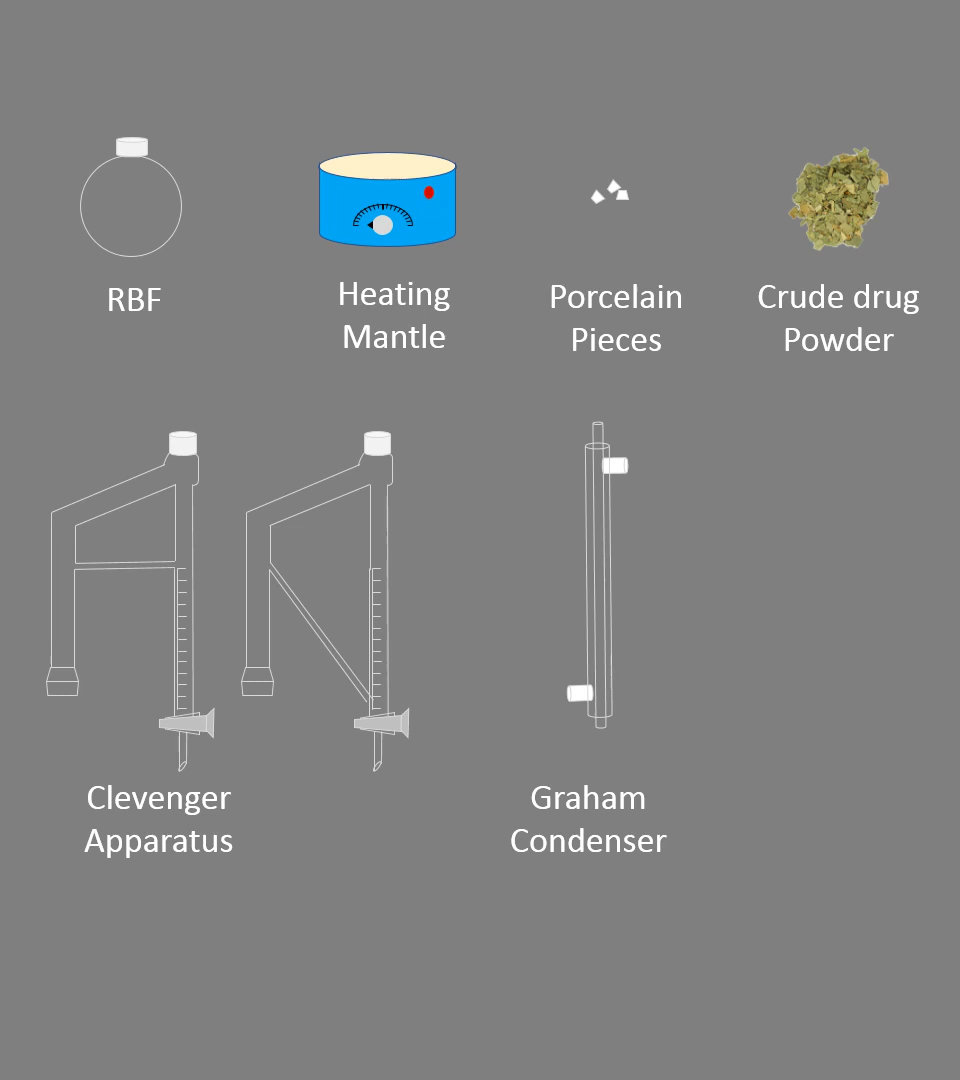 RBF
Heating
Mantle
Porcelain
Pieces
Crude drug
Powder
Clevenger
Apparatus
Graham
Condenser